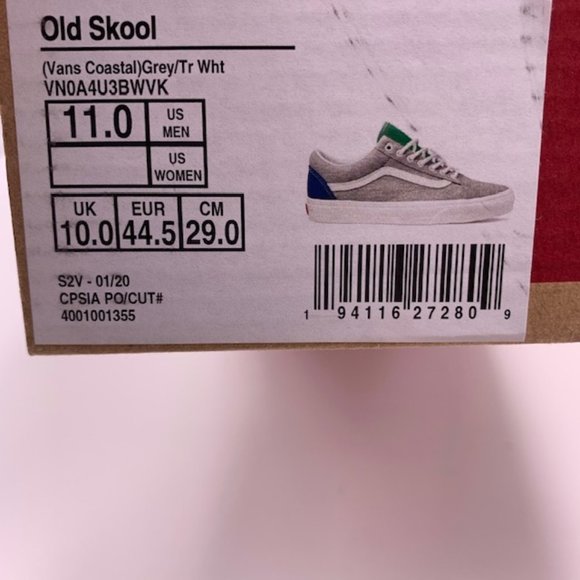 Old Skool
(Vans Coastal)Grey/Tr Wht
VN0A4U3BWVK
11.0 US MEN
US WOMEN
UK EUR CM
10.0 44.5 29.0
S2V - 01/20
CPSIA PO/CUT#
4001001355
1 94116 27280 9